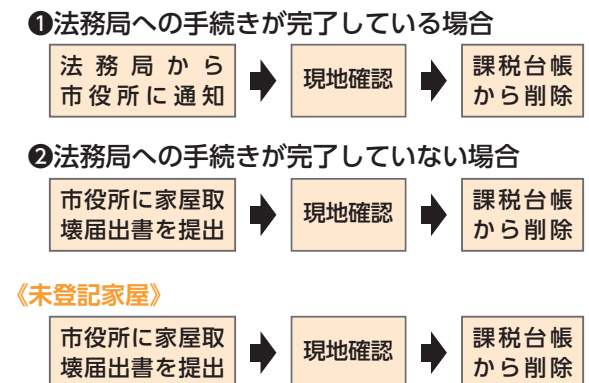 ❶法務局への手続きが完了している場合
法務局から
市役所に通知
現地確認
課税台帳
から削除
❷法務局への手続きが完了していない場合
市役所に家屋取
壊届出書を提出
現地確認
課税台帳
から削除
《未登記家屋》
市役所に家屋取
壊届出書を提出
現地確認
課税台帳
から削除